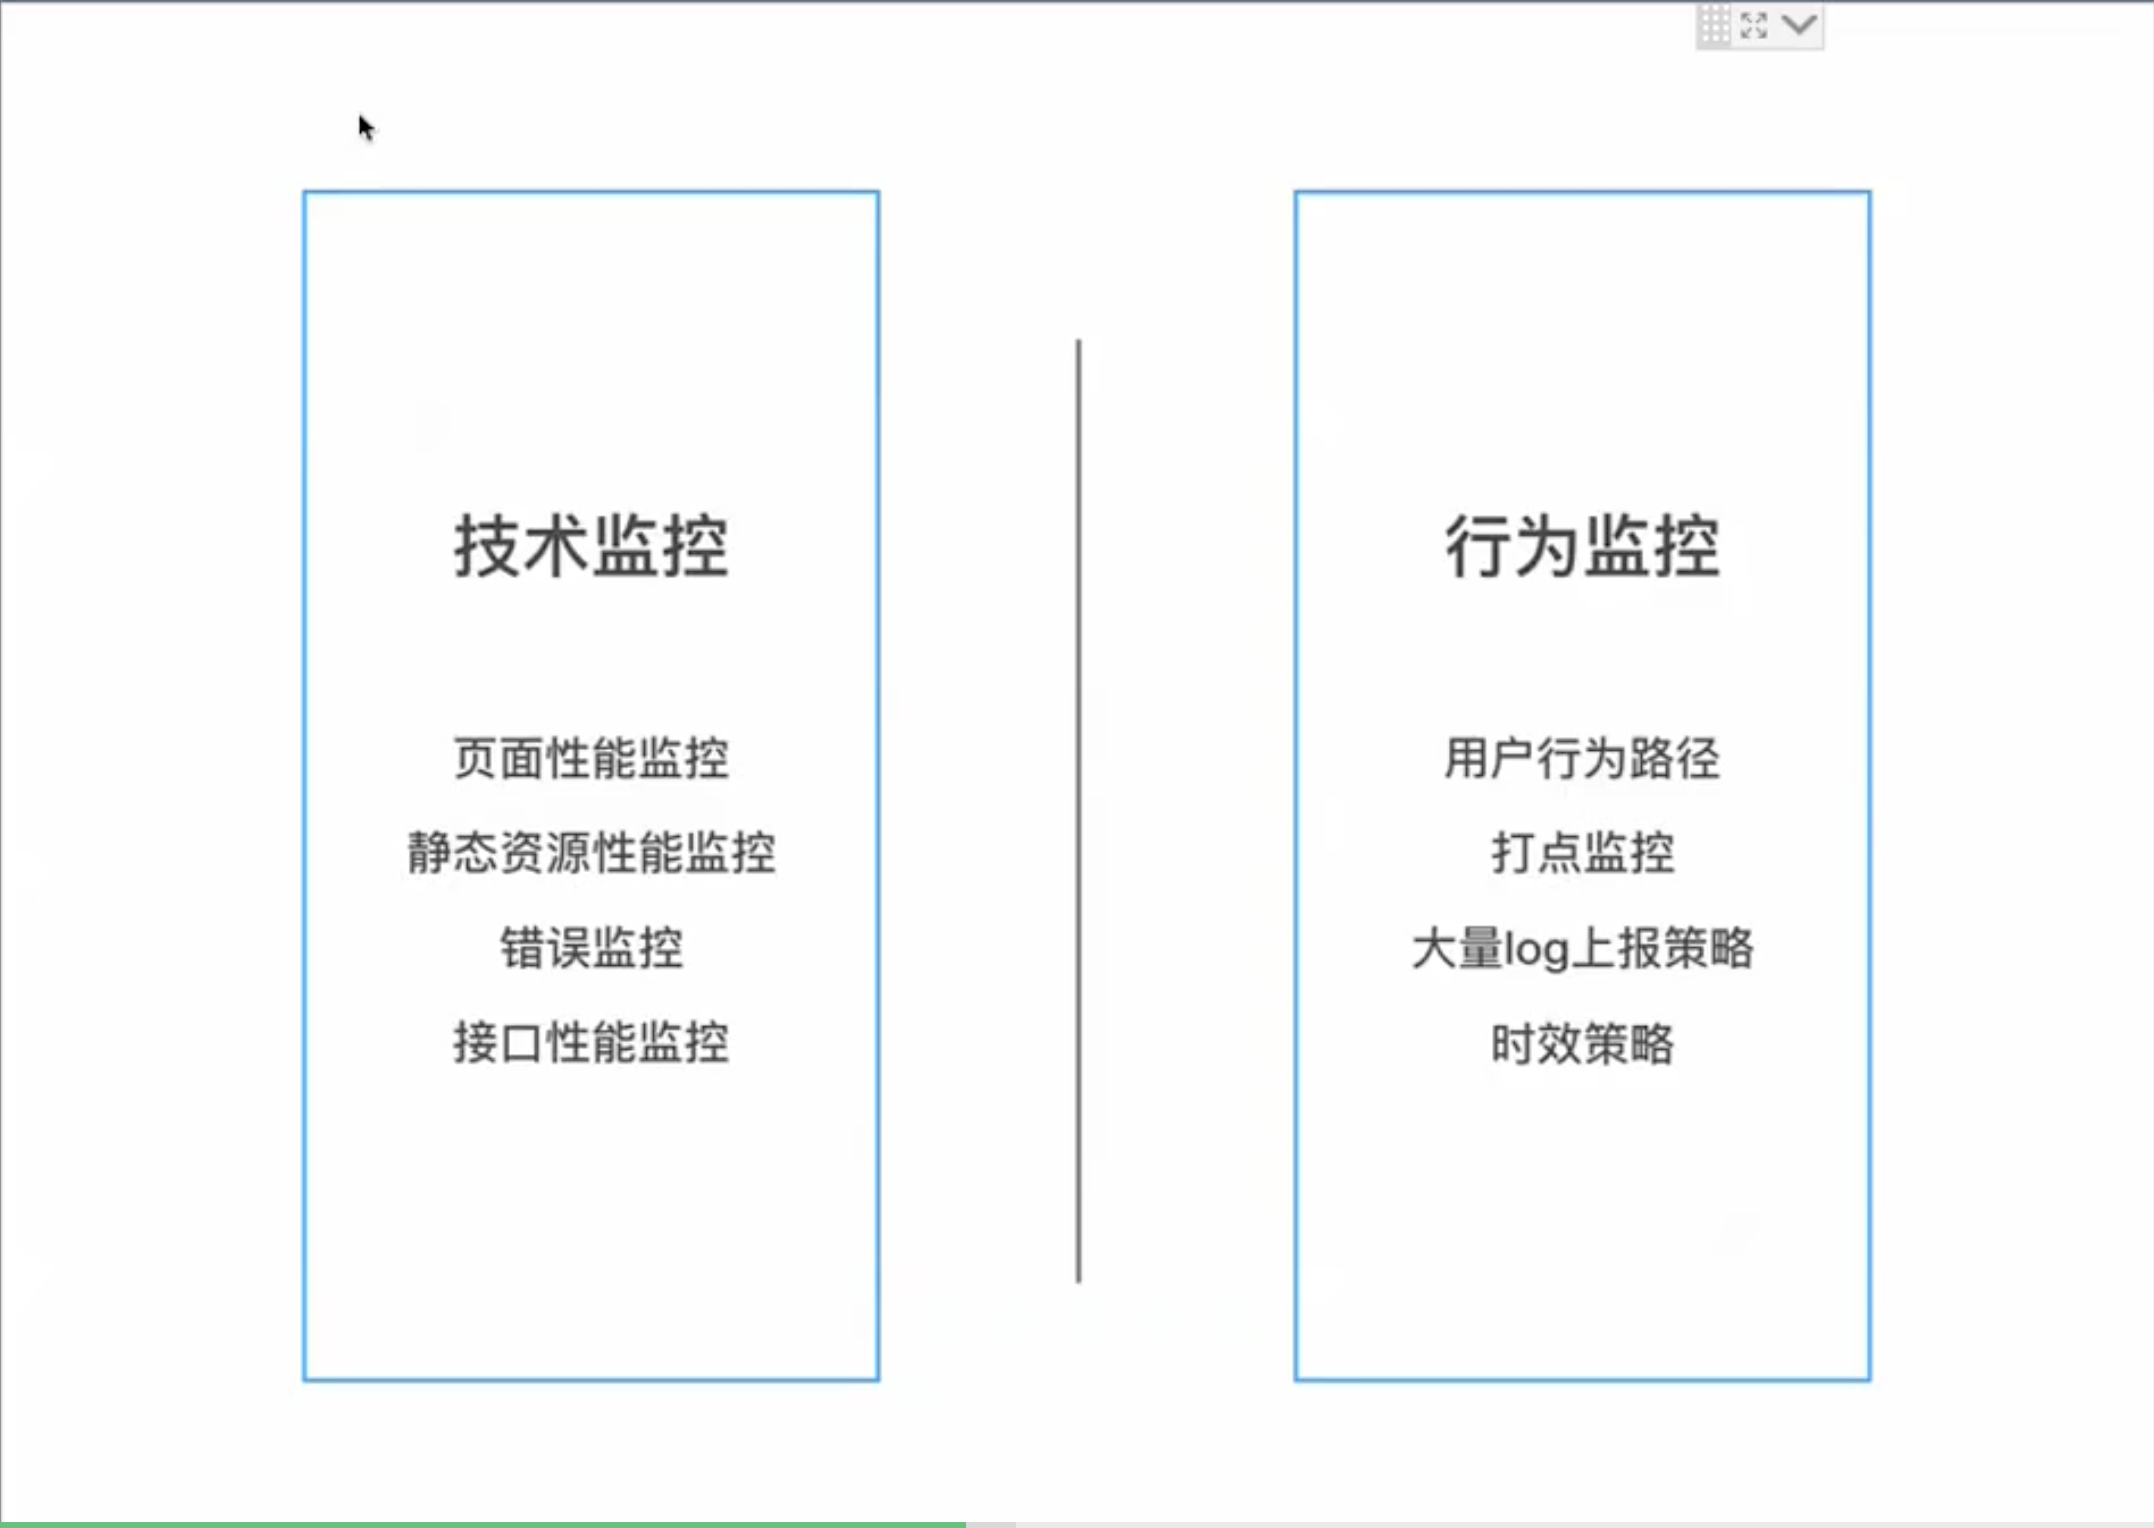 技术监控
页面性能监控
静态资源性能监控
错误监控
接口性能监控
行为监控
用户行为路径
打点监控
大量log上报策略
时效策略